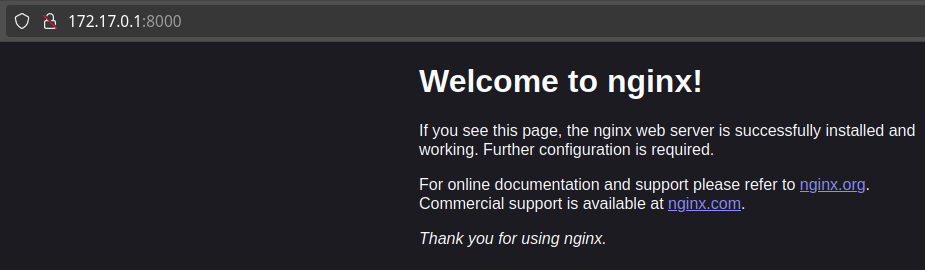 172.17.0.1:8000
Welcome to nginx!
If you see this page, the nginx web server is successfully installed and
working. Further configuration is required.
For online documentation and support please refer to nginx.org.
Commercial support is available at nginx.com.
Thank you for using nginx.